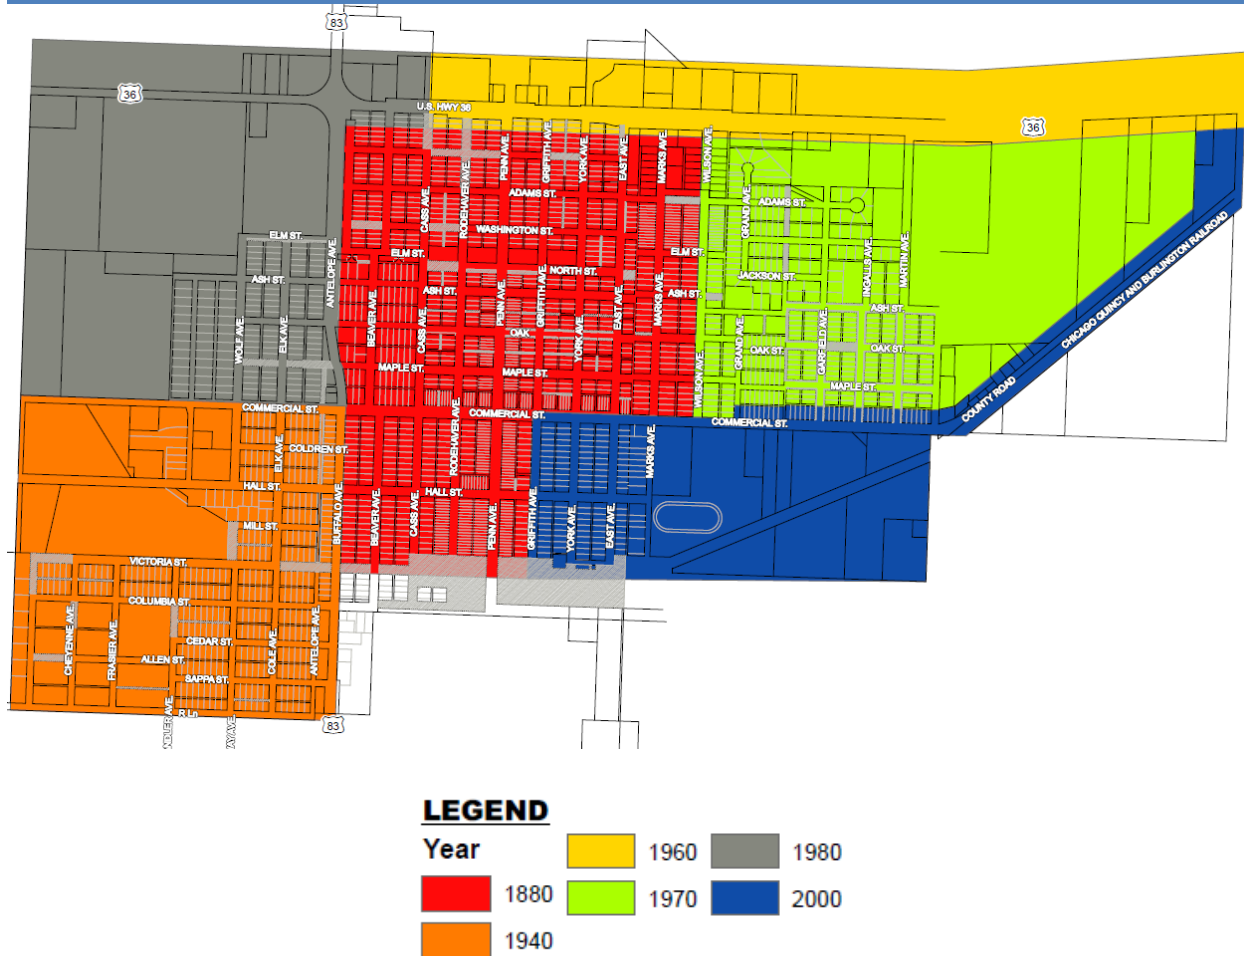 83
36
U.S. HWY 36
36
PENN AVE.
GRIFFITH AVE.
YORK AVE.
EAST AVE.
MARKS AVE.
WILSON AVE.
CASS AVE.
RODEHAVER AVE.
ADAMS ST.
GRAND AVE.
ADAMS ST.
WASHINGTON ST.
ELM ST.
ANTELOPE AVE.
ELM ST.
ELM ST.
INGALLS AVE.
MARTIN AVE.
CHICAGO QUINCY AND BURLINGTON RAILROAD
ASH ST.
NORTH ST.
JACKSON ST.
BEAVER AVE.
ASH ST.
PENN AVE.
GRIFFITH AVE.
EAST AVE.
MARKS AVE.
ASH ST.
ASH ST.
WOLF AVE.
ELK AVE.
CASS AVE.
OAK
YORK AVE.
GRAND AVE.
OAK ST.
GARFIELD AVE.
OAK ST.
MAPLE ST.
MAPLE ST.
WILSON AVE.
MAPLE ST.
COUNTY ROAD
COMMERCIAL ST.
RODEHAVER AVE.
COMMERCIAL ST.
COMMERCIAL ST.
ELK AVE.
COLDREN ST.
MARKS AVE.
HALL ST.
BUFFALO AVE.
BEAVER AVE.
CASS AVE.
HALL ST.
PENN AVE.
GRIFFITH AVE.
YORK AVE.
EAST AVE.
MILL ST.
VICTORIA ST.
COLUMBIA ST.
CHEYENNE AVE.
FRASIER AVE.
CEDAR ST.
COLE AVE.
ANTELOPE AVE.
ALLEN ST.
SAPPA ST.
R Ln
NDLER AVE.
83
LEGEND
Year
1960
1980
1880
1970
2000
1940